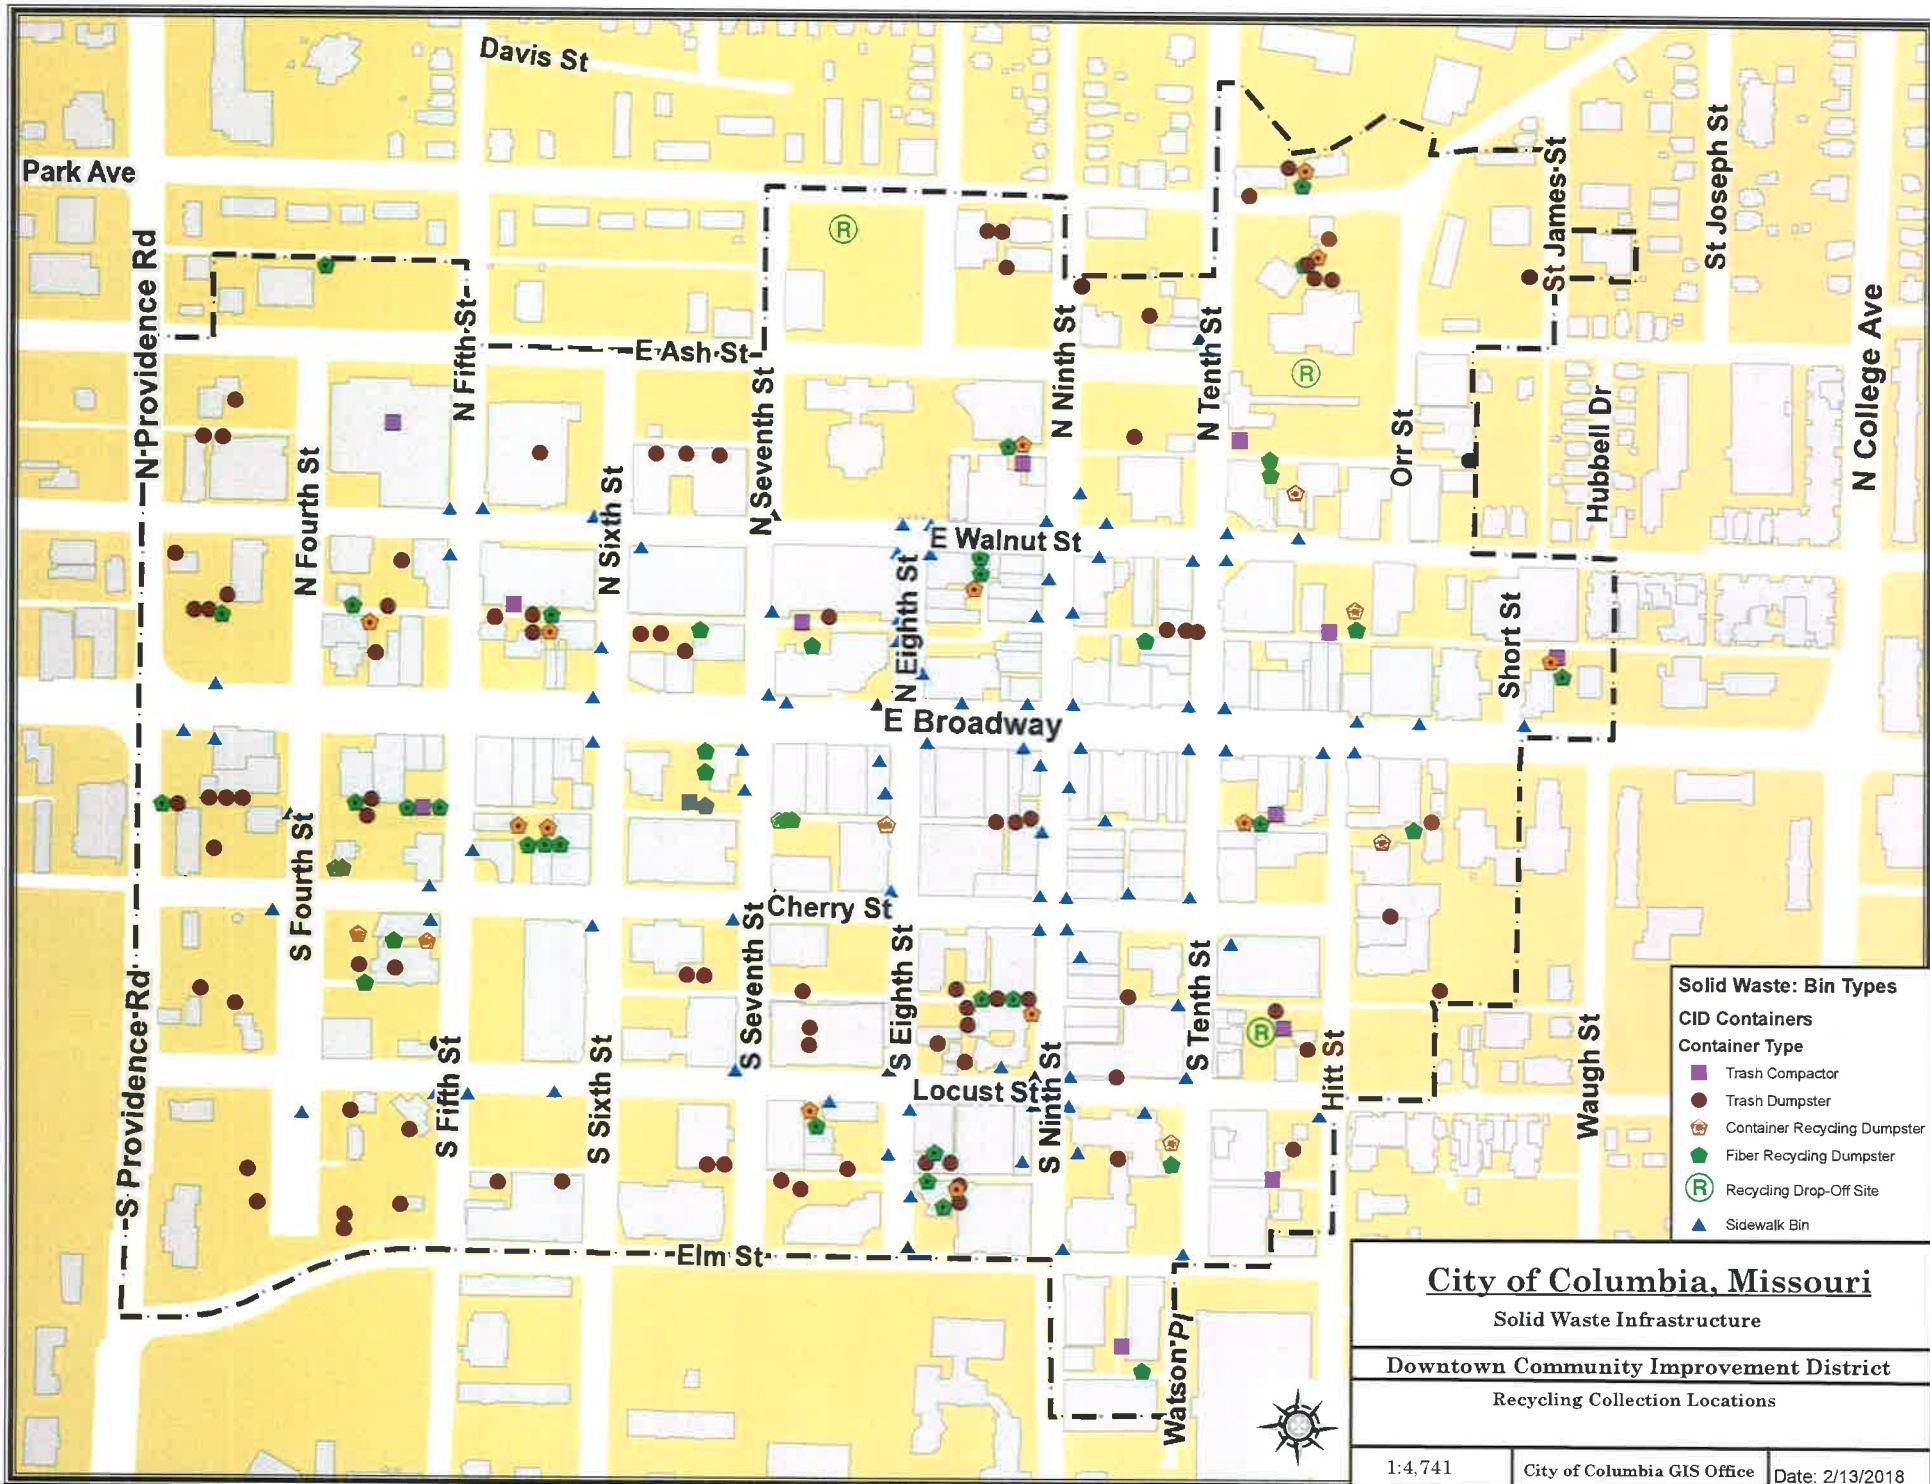 Davis St
Park Ave
N Providence Rd
St James St
St Joseph St
N Fifth St
E Ash St
N Ninth St
N Tenth St
N College Ave
N Seventh St
Orr St
Hubbell Dr
N Fourth St
N Sixth St
E Walnut St
N Eighth St
Short St
E Broadway
S Fourth St
Cherry St
S Seventh St
S Eighth St
S Tenth St
S Providence Rd
S Fifth St
S Sixth St
S Ninth St
Locust St
Hitt St
Waugh St
Elm St
Watson Pl
R
R
R
Solid Waste: Bin Types
CID Containers
Container Type
Trash Compactor
Trash Dumpster
Container Recycling Dumpster
Fiber Recycling Dumpster
R Recycling Drop-Off Site
Sidewalk Bin
City of Columbia, Missouri
Solid Waste Infrastructure
Downtown Community Improvement District
Recycling Collection Locations
1:4,741
City of Columbia GIS Office
Date: 2/13/2018